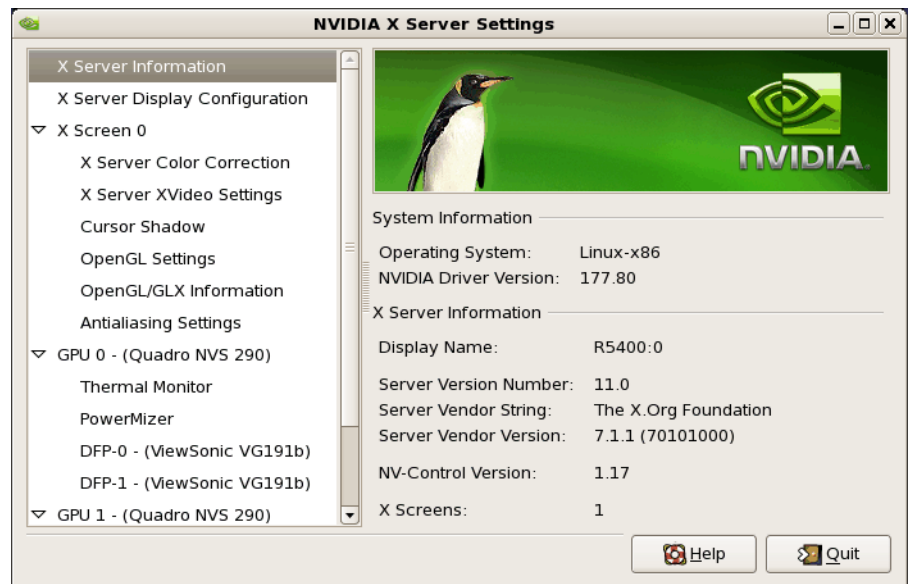 NVIDIA X Server Settings
X Server Information
X Server Display Configuration
X Screen 0
X Server Color Correction
X Server XVideo Settings
Cursor Shadow
OpenGL Settings
OpenGL/GLX Information
Antialiasing Settings
GPU 0 - (Quadro NVS 290)
Thermal Monitor
PowerMizer
DFP-0 - (ViewSonic VG191b)
DFP-1 - (ViewSonic VG191b)
GPU 1 - (Quadro NVS 290)
NVIDIA
System Information
Operating System: Linux-x86
NVIDIA Driver Version: 177.80
X Server Information
Display Name: R5400:0
Server Version Number: 11.0
Server Vendor String: The X.Org Foundation
Server Vendor Version: 7.1.1 (70101000)
NV-Control Version: 1.17
X Screens: 1
Help Quit